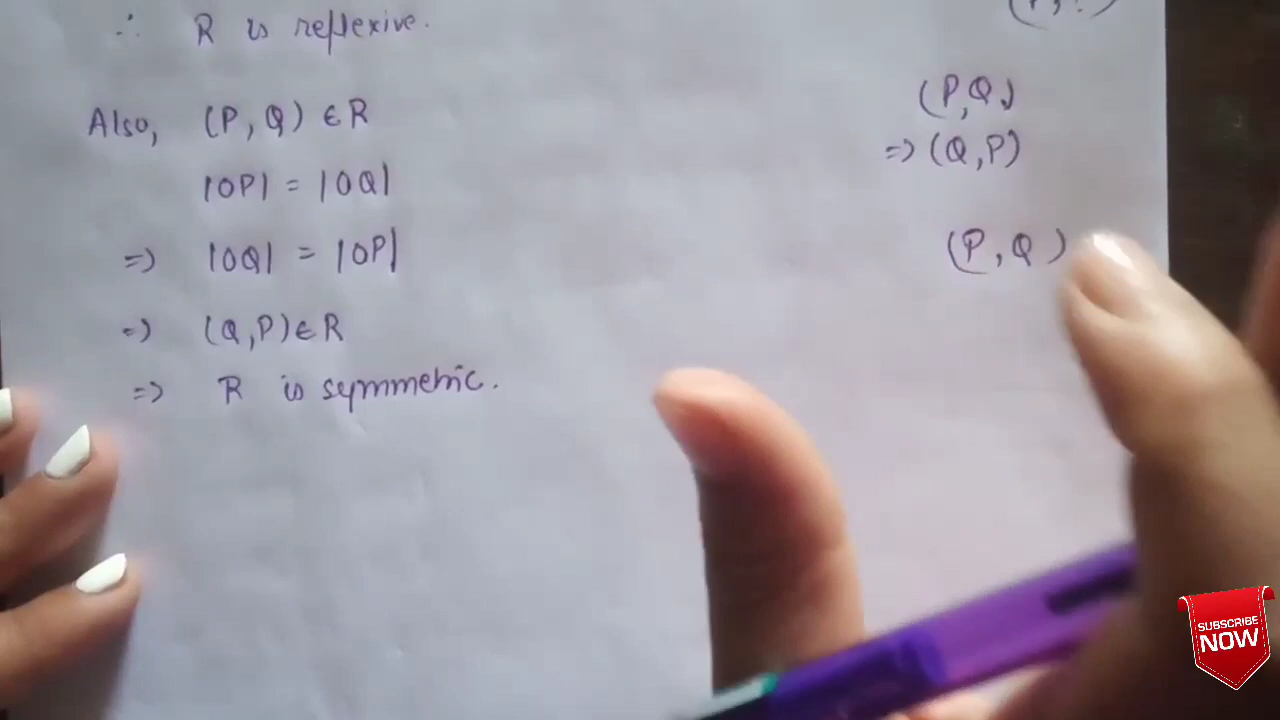 ∴ R is reflexive.
Also, (P, Q) ∈ R
|OP| = |OQ|
=> |OQ| = |OP|
=> (Q,P) ∈ R
=> R is symmetric.
(P,Q)
=> (Q,P)
(P,Q)
SUBSCRIBE
NOW